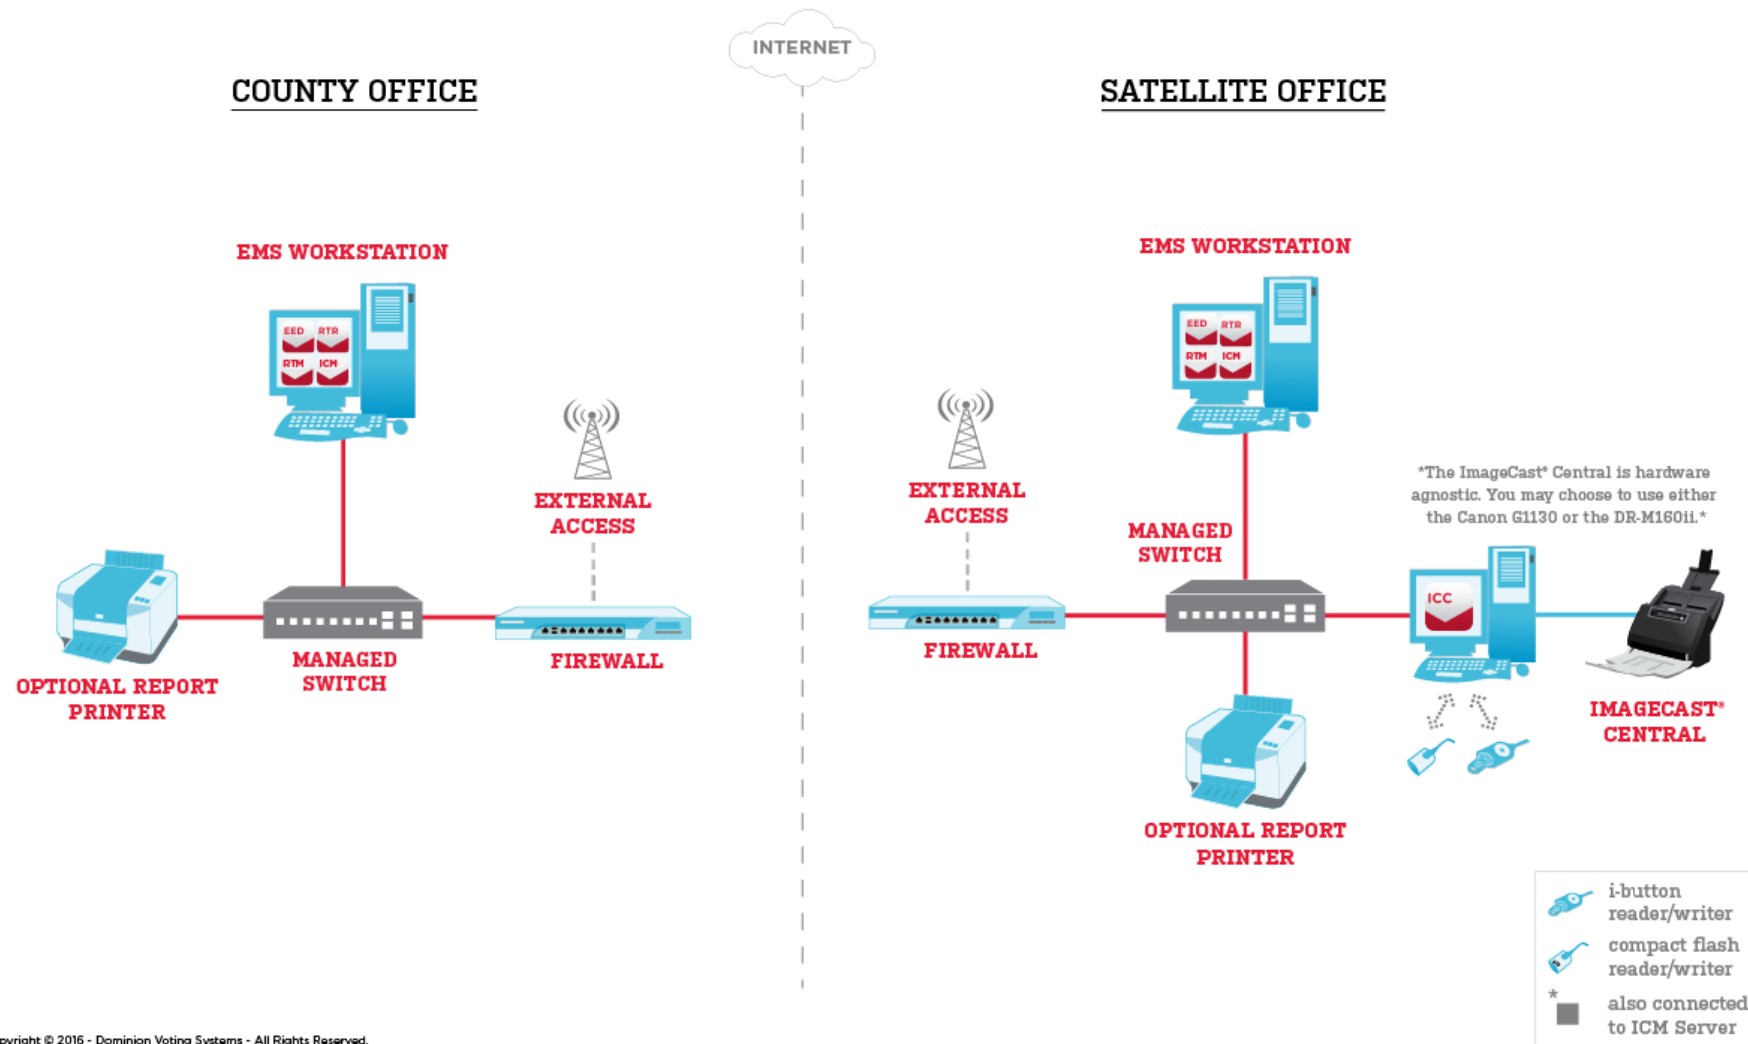 INTERNET
COUNTY OFFICE
SATELLITE OFFICE
EMS WORKSTATION
EED RTR
RTM ICM
EXTERNAL
ACCESS
MANAGED
SWITCH
FIREWALL
OPTIONAL REPORT
PRINTER
EMS WORKSTATION
EED RTR
RTM ICM
EXTERNAL
ACCESS
MANAGED
SWITCH
FIREWALL
*The ImageCast® Central is hardware
agnostic. You may choose to use either
the Canon G1130 or the DR-M160ii.*
ICC
IMAGECAST®
CENTRAL
OPTIONAL REPORT
PRINTER
i-button
reader/writer
compact flash
reader/writer
*
also connected
to ICM Server
opyright © 2016 - Dominion Voting Systems - All Rights Reserved.